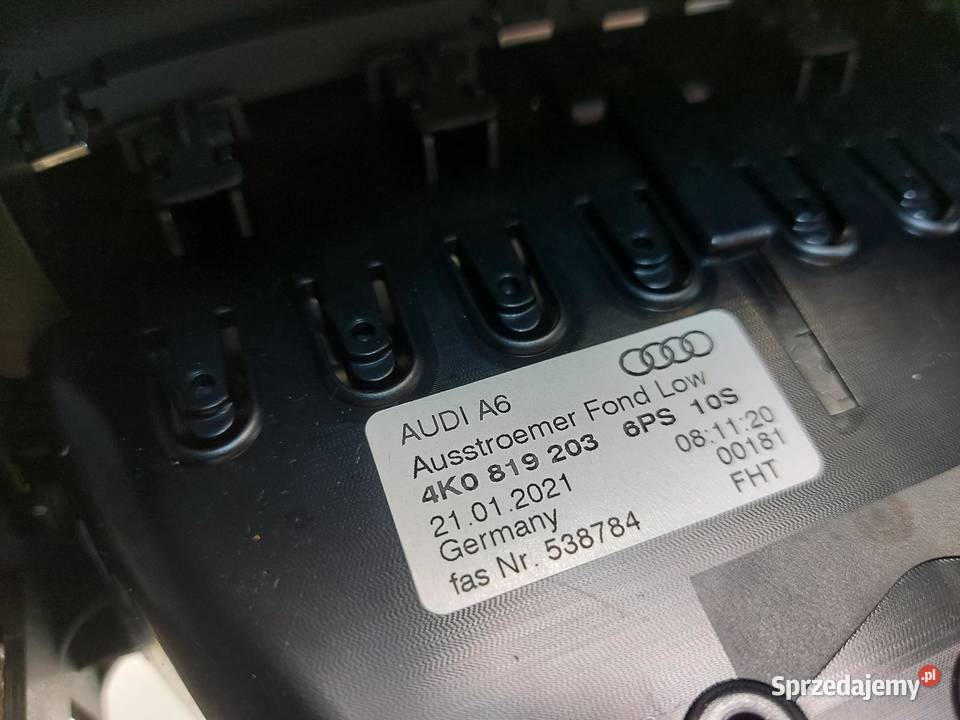 AUDI A6
Ausstroemer Fond Low
4K0 819 203 6PS 10S
21.01.2021 08:11:20
Germany 00181
fas Nr. 538784 FHT
Sprzedajemy.pl